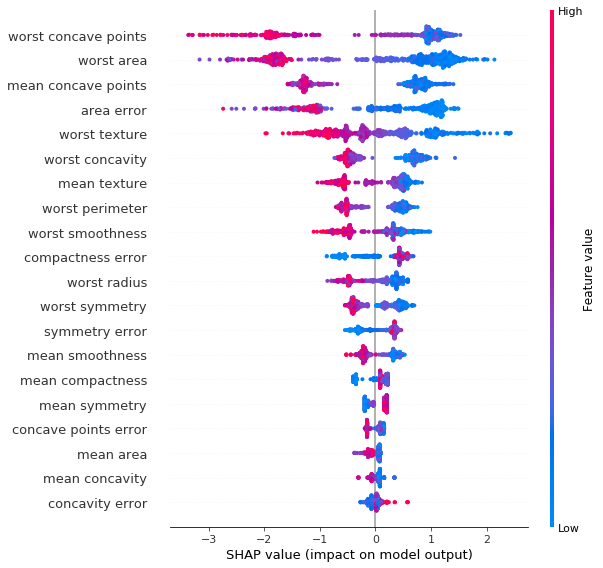 High
worst concave points
worst area
mean concave points
area error
worst texture
worst concavity
mean texture
worst perimeter
worst smoothness
compactness error
worst radius
worst symmetry
symmetry error
mean smoothness
mean compactness
mean symmetry
concave points error
mean area
mean concavity
concavity error
Feature value
Low
−3 −2 −1 0 1 2
SHAP value (impact on model output)